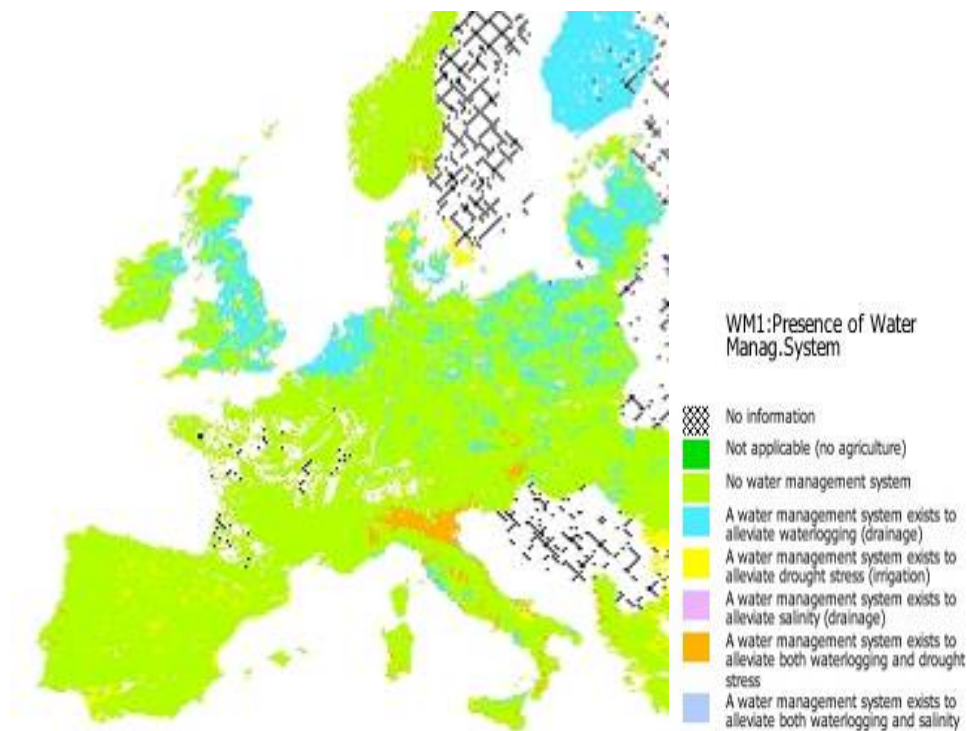 WM1:Presence of Water
Manag.System
No information
Not applicable (no agriculture)
No water management system
A water management system exists to
alleviate waterlogging (drainage)
A water management system exists to
alleviate drought stress (irrigation)
A water management system exists to
alleviate salinity (drainage)
A water management system exists to
alleviate both waterlogging and drought
stress
A water management system exists to
alleviate both waterlogging and salinity